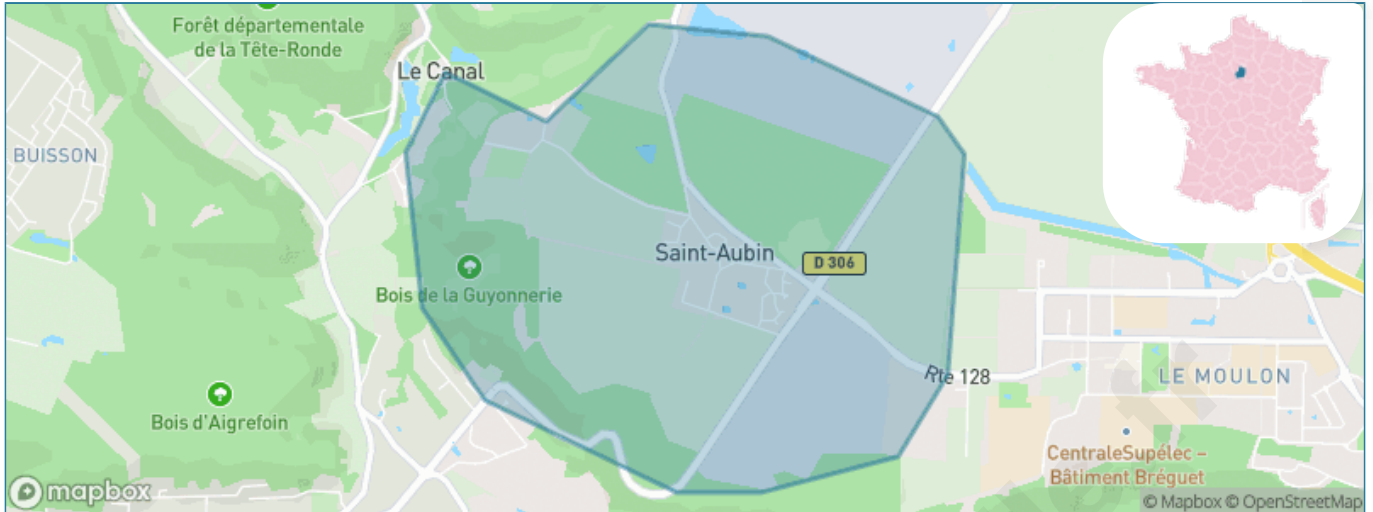 Forêt départementale
de la Tête-Ronde
Le Canal
BUISSON
Saint-Aubin
D 306
Bois de la Guyonnerie
Rte 128
LE MOULON
Bois d'Aigrefoin
CentraleSupélec –
Bâtiment Bréguet
mapbox
© Mapbox © OpenStreetMap